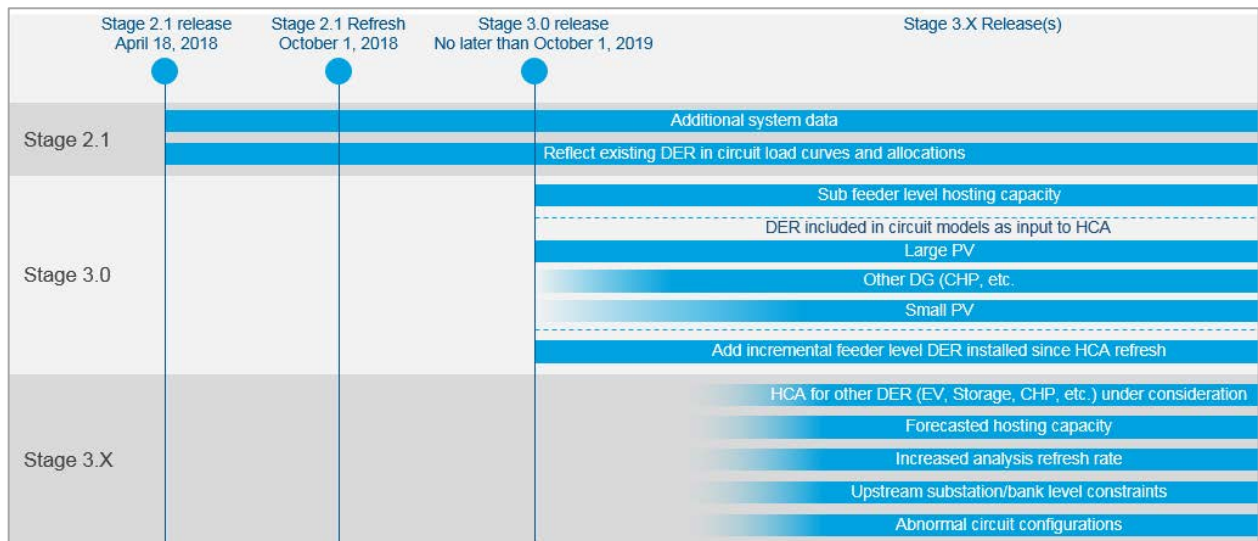 Stage 2.1 release
April 18, 2018
Stage 2.1 Refresh
October 1, 2018
Stage 3.0 release
No later than October 1, 2019
Stage 3.X Release(s)
Stage 2.1
Additional system data
Reflect existing DER in circuit load curves and allocations
Stage 3.0
Sub feeder level hosting capacity
DER included in circuit models as input to HCA
Large PV
Other DG (CHP, etc.
Small PV
Add incremental feeder level DER installed since HCA refresh
Stage 3.X
HCA for other DER (EV, Storage, CHP, etc.) under consideration
Forecasted hosting capacity
Increased analysis refresh rate
Upstream substation/bank level constraints
Abnormal circuit configurations